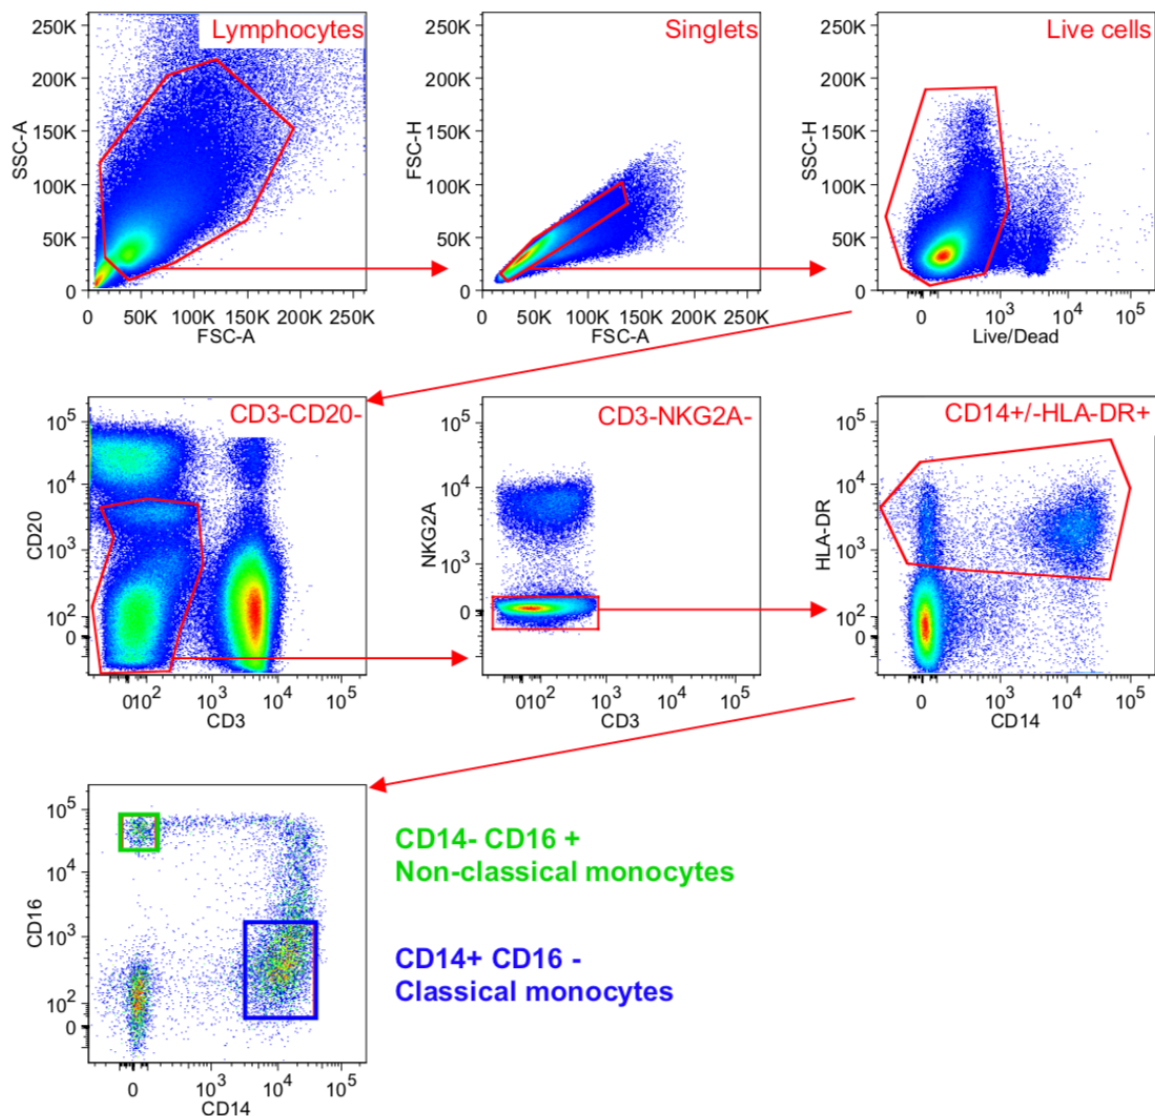 Lymphocytes
250K
200K
150K
100K
50K
0
SSC-A
0 50K 100K 150K 200K 250K
FSC-A
Singlets
250K
200K
150K
100K
50K
0
FSC-H
0 50K 100K 150K 200K 250K
FSC-A
Live cells
250K
200K
150K
100K
50K
0
SSC-H
0 10³ 10⁴ 10⁵
Live/Dead
CD3-CD20-
10⁵
10⁴
10³
10²
0
CD20
010² 10³ 10⁴ 10⁵
CD3
CD3-NKG2A-
10⁵
10⁴
10³
10²
0
NKG2A
010² 10³ 10⁴ 10⁵
CD3
CD14+/-HLA-DR+
10⁵
10⁴
10³
10²
0
HLA-DR
0 10³ 10⁴ 10⁵
CD14
10⁵
10⁴
10³
10²
0
CD16
0 10³ 10⁴ 10⁵
CD14
CD14- CD16 +
Non-classical monocytes
CD14+ CD16 -
Classical monocytes